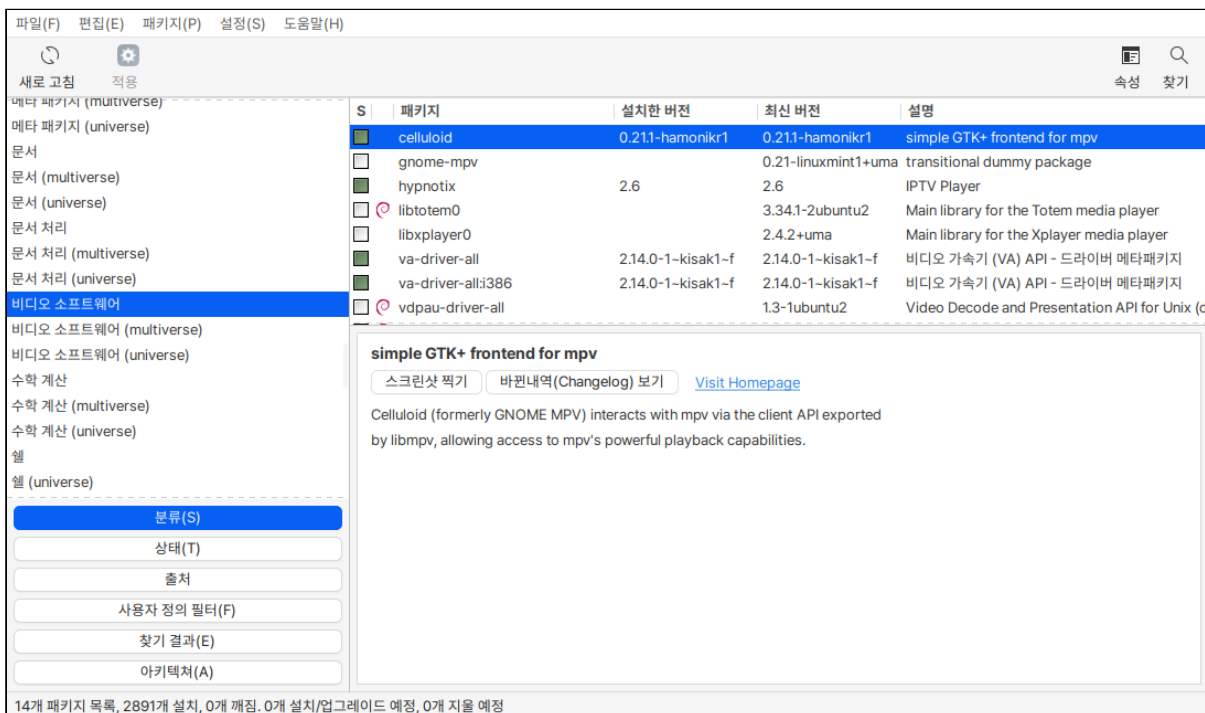 파일(F) 편집(E) 패키지(P) 설정(S) 도움말(H)
새로 고침 적용 속성 찾기
메타 패키지 (multiverse)
메타 패키지 (universe)
문서
문서 (multiverse)
문서 (universe)
문서 처리
문서 처리 (multiverse)
문서 처리 (universe)
비디오 소프트웨어
비디오 소프트웨어 (multiverse)
비디오 소프트웨어 (universe)
수학 계산
수학 계산 (multiverse)
수학 계산 (universe)
쉘
쉘 (universe)
분류(S)
상태(T)
출처
사용자 정의 필터(F)
찾기 결과(E)
아키텍쳐(A)
S 패키지 설치한 버전 최신 버전 설명
celluloid 0.21.1-hamonikr1 0.21.1-hamonikr1 simple GTK+ frontend for mpv
gnome-mpv 0.21-linuxmint1+uma transitional dummy package
hypnotix 2.6 2.6 IPTV Player
libtotem0 3.34.1-2ubuntu2 Main library for the Totem media player
libxplayer0 2.4.2+uma Main library for the Xplayer media player
va-driver-all 2.14.0-1~kisak1~f 2.14.0-1~kisak1~f 비디오 가속기 (VA) API - 드라이버 메타패키지
va-driver-all:i386 2.14.0-1~kisak1~f 2.14.0-1~kisak1~f 비디오 가속기 (VA) API - 드라이버 메타패키지
vdpau-driver-all 1.3-1ubuntu2 Video Decode and Presentation API for Unix (
simple GTK+ frontend for mpv
스크린샷 찍기 바뀐내역(Changelog) 보기 Visit Homepage
Celluloid (formerly GNOME MPV) interacts with mpv via the client API exported
by libmpv, allowing access to mpv's powerful playback capabilities.
14개 패키지 목록, 2891개 설치, 0개 깨짐. 0개 설치/업그레이드 예정, 0개 지울 예정